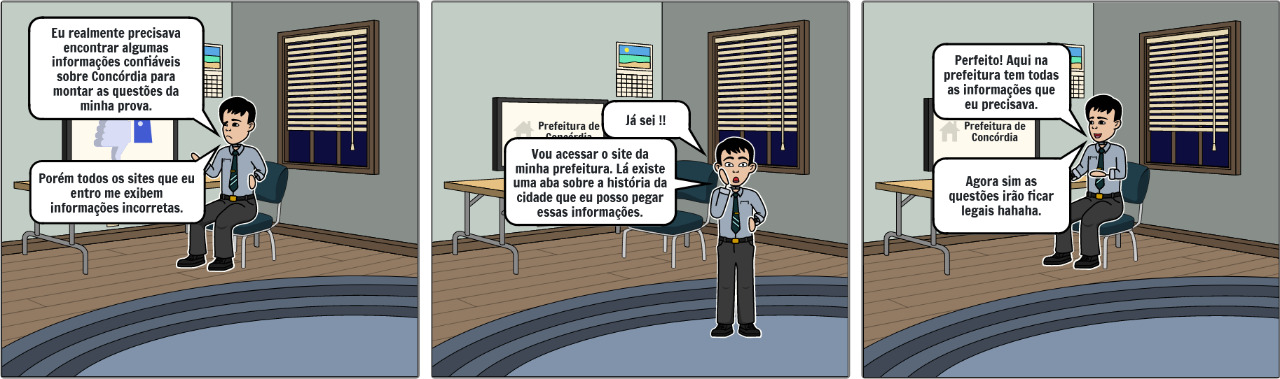 Eu realmente precisava
encontrar algumas
informações confiáveis
sobre Concórdia para
montar as questões da
minha prova.
Porém todos os sites que eu
entro me exibem
informações incorretas.
Já sei !!
Prefeitura de
Concórdia
Vou acessar o site da
minha prefeitura. Lá existe
uma aba sobre a história da
cidade que eu posso pegar
essas informações.
Perfeito! Aqui na
prefeitura tem todas
as informações que
eu precisava.
Prefeitura de
Concórdia
Agora sim as
questões irão ficar
legais hahaha.